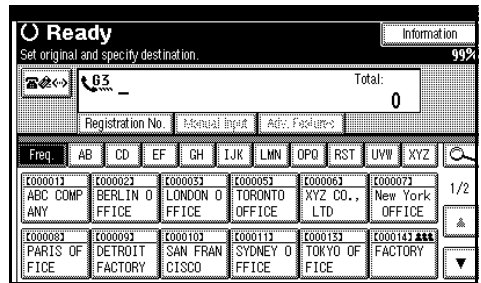 Ready
Information
Set original and specify destination.
99%
G3 _
Total:
0
Registration No.
Manual Input
Adv. Features
Freq. AB CD EF GH IJK LMN OPQ RST UVW XYZ
[00001] [00002] [00003] [00005] [00006] [00007]
ABC COMP BERLIN O LONDON O TORONTO XYZ CO., New York
ANY FFICE FFICE OFFICE LTD OFFICE
1/2
[00008] [00009] [00010] [00011] [00013] [00014]
PARIS OF DETROIT SAN FRAN SYDNEY O TOKYO OF FACTORY
FICE FACTORY CISCO FFICE FICE
▲
▼